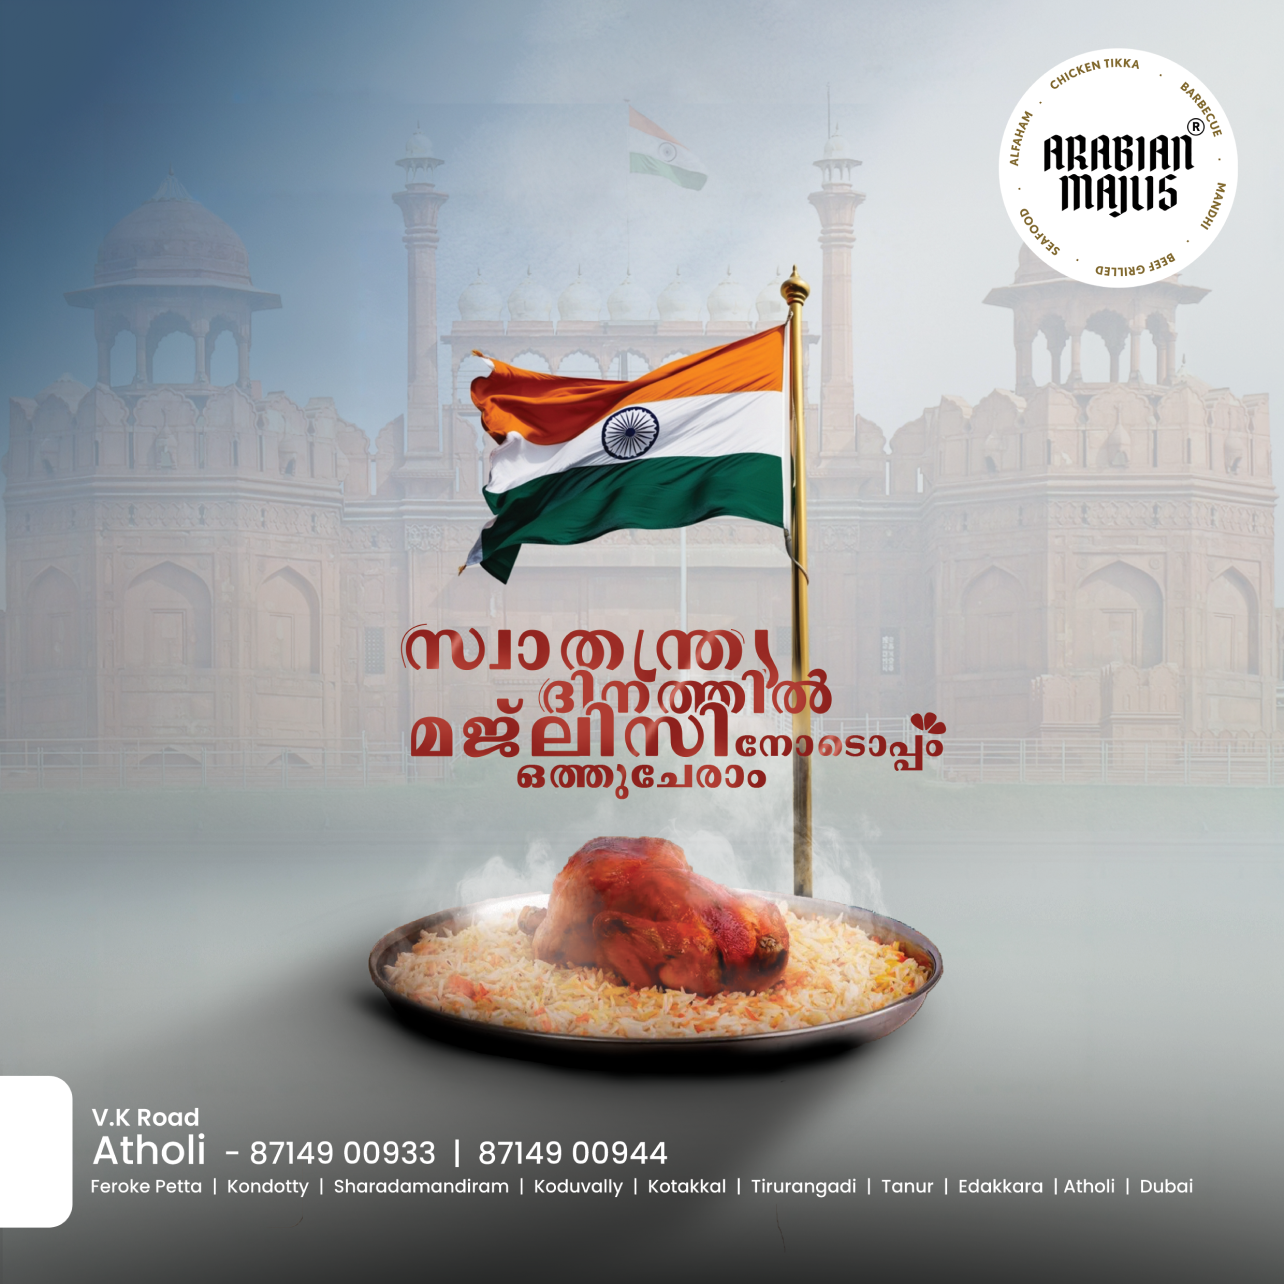 CHICKEN TIKKA · BARBECUE · MANDHI · BEEF GRILLED · SEAFOOD · ALFAHAM ·
ARABIAN ®
MAJLIS
സ്വാതന്ത്ര്യ
ദിനത്തിൽ
മജ്ലിസിനോടൊപ്പം
ഒത്തുചേരാം
V.K Road
Atholi - 87149 00933 | 87149 00944
Feroke Petta | Kondotty | Sharadamandiram | Koduvally | Kotakkal | Tirurangadi | Tanur | Edakkara | Atholi | Dubai